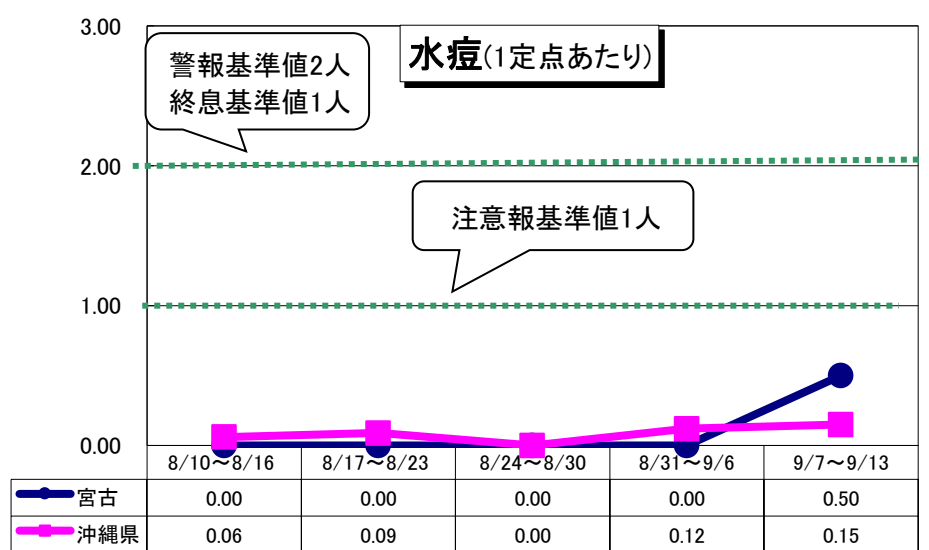 3.00
水痘(1定点あたり)
警報基準値2人
終息基準値1人
2.00
注意報基準値1人
1.00
0.00
8/10～8/16 8/17～8/23 8/24～8/30 8/31～9/6 9/7～9/13
宮古 0.00 0.00 0.00 0.00 0.50
沖縄県 0.06 0.09 0.00 0.12 0.15